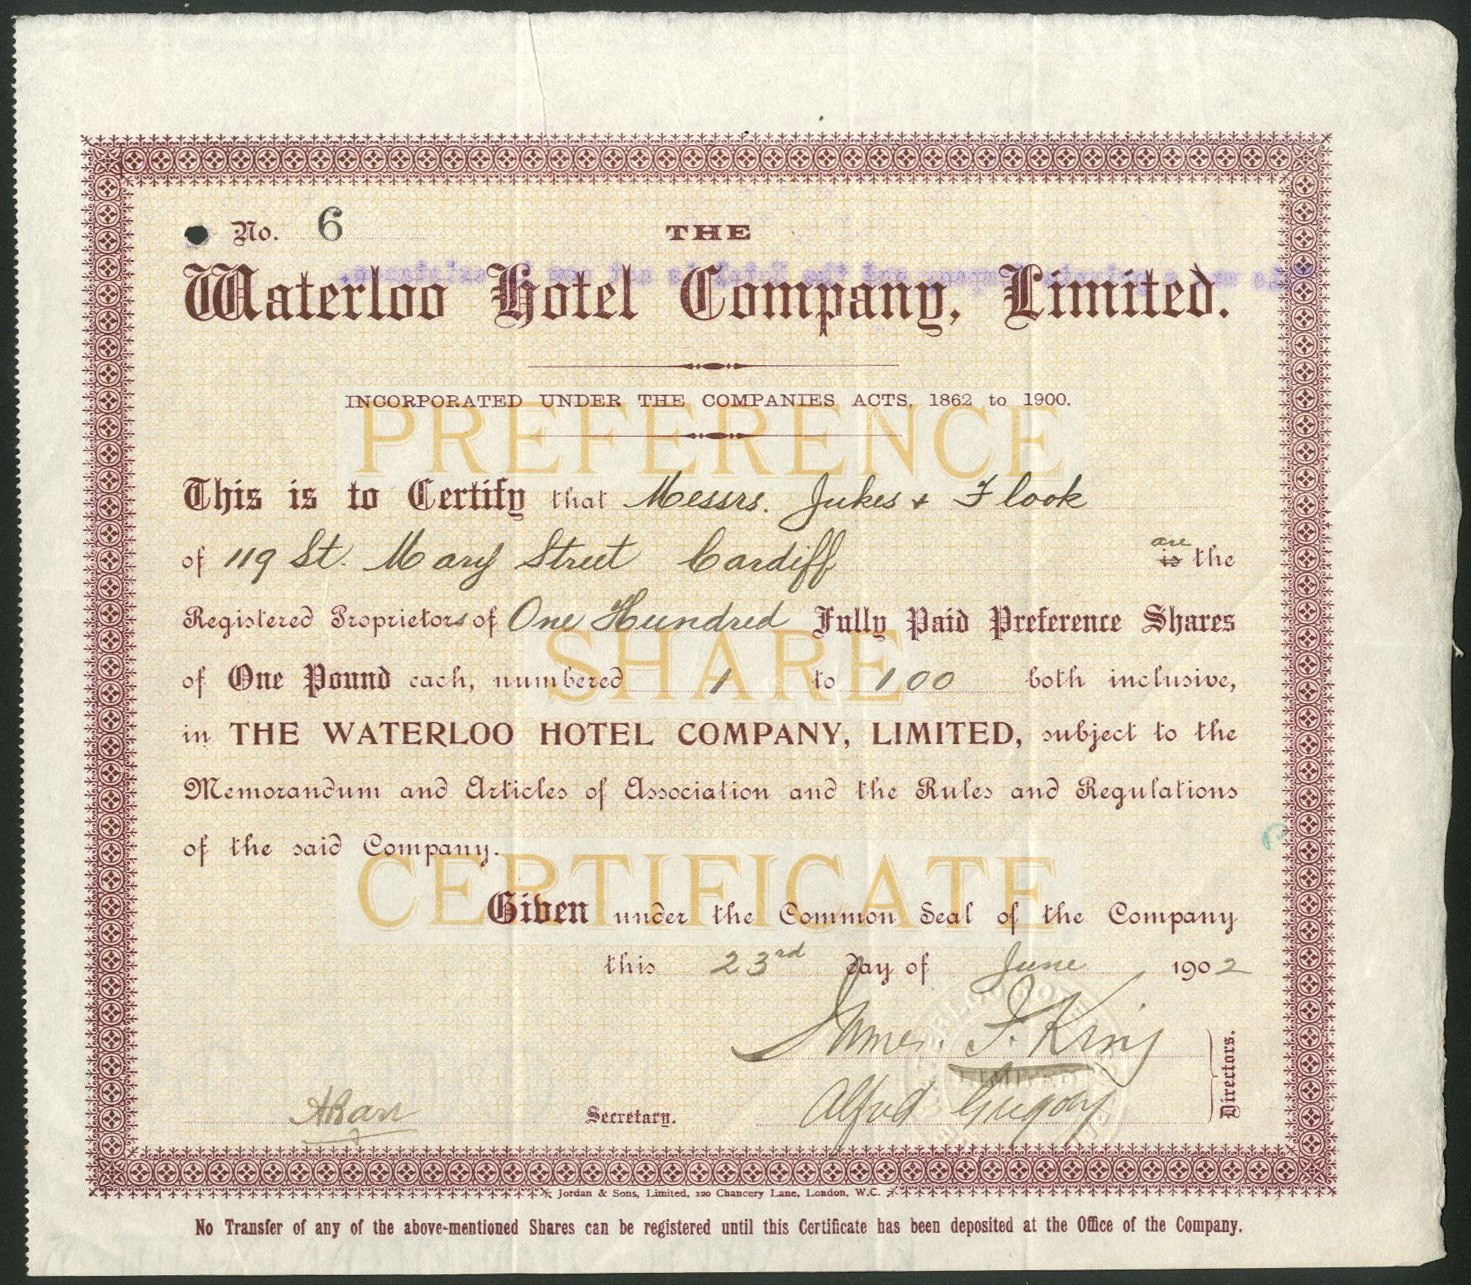 No. 6
THE
Waterloo Hotel Company, Limited.
INCORPORATED UNDER THE COMPANIES ACTS, 1862 to 1900.
PREFERENCE
This is to Certify that Messrs. Jukes + Flook
of 119 St. Mary Street Cardiff are is the
Registered Proprietors of One Hundred Fully Paid Preference Shares
SHARE
of One Pound each, numbered 1 to 100 both inclusive,
in THE WATERLOO HOTEL COMPANY, LIMITED, subject to the
Memorandum and Articles of Association and the Rules and Regulations
of the said Company.
CERTIFICATE
Given under the Common Seal of the Company
this 23rd day of June 1902
James. F. King
Alfred Gregory
Directors.
Secretary.
Jordan & Sons, Limited, 120 Chancery Lane, London, W.C.
No Transfer of any of the above-mentioned Shares can be registered until this Certificate has been deposited at the Office of the Company.